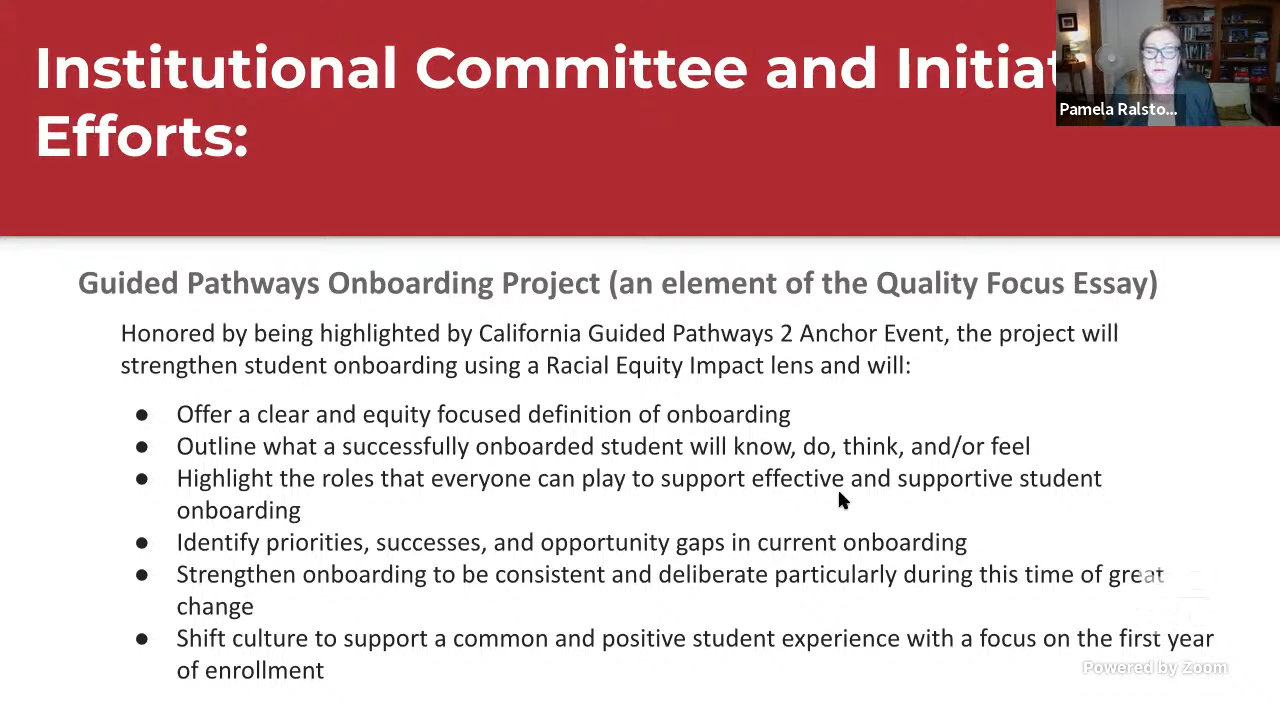 Institutional Committee and Initiat
Efforts:
Pamela Ralsto...
Guided Pathways Onboarding Project (an element of the Quality Focus Essay)
Honored by being highlighted by California Guided Pathways 2 Anchor Event, the project will
strengthen student onboarding using a Racial Equity Impact lens and will:
● Offer a clear and equity focused definition of onboarding
● Outline what a successfully onboarded student will know, do, think, and/or feel
● Highlight the roles that everyone can play to support effective and supportive student
onboarding
● Identify priorities, successes, and opportunity gaps in current onboarding
● Strengthen onboarding to be consistent and deliberate particularly during this time of great
change
● Shift culture to support a common and positive student experience with a focus on the first year
of enrollment
Powered by Zoom